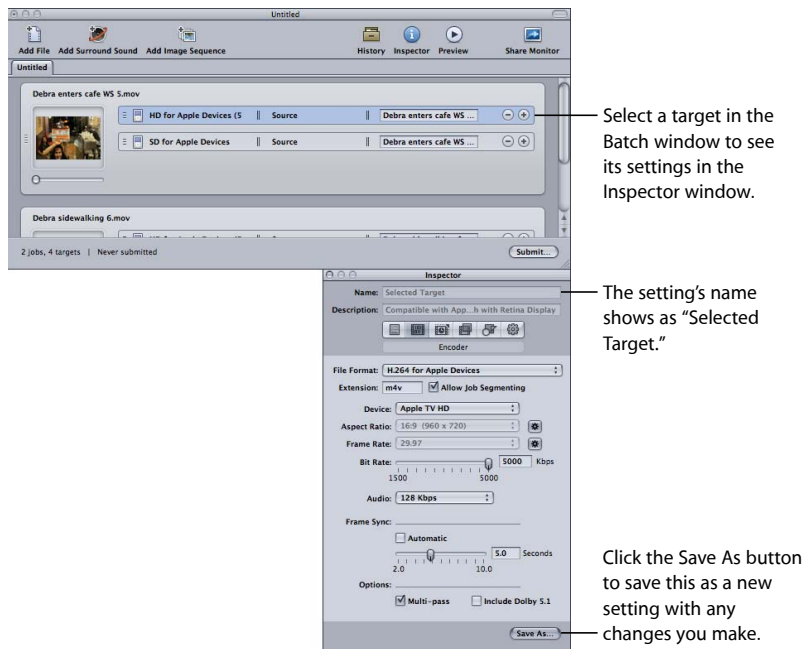 Untitled
Add File Add Surround Sound Add Image Sequence History Inspector Preview Share Monitor
Untitled
Debra enters cafe WS 5.mov
HD for Apple Devices (5 Source Debra enters cafe WS ...
SD for Apple Devices Source Debra enters cafe WS ...
Debra sidewalking 6.mov
2 jobs, 4 targets | Never submitted Submit...
Select a target in the
Batch window to see
its settings in the
Inspector window.
Inspector
Name: Selected Target
Description: Compatible with App...h with Retina Display
Encoder
The setting’s name
shows as “Selected
Target.”
File Format: H.264 for Apple Devices
Extension: m4v Allow Job Segmenting
Device: Apple TV HD
Aspect Ratio: 16:9 (960 x 720)
Frame Rate: 29.97
Bit Rate: 5000 Kbps
1500 5000
Audio: 128 Kbps
Frame Sync:
Automatic
5.0 Seconds
2.0 10.0
Options:
Multi-pass Include Dolby 5.1
Save As...
Click the Save As button
to save this as a new
setting with any
changes you make.